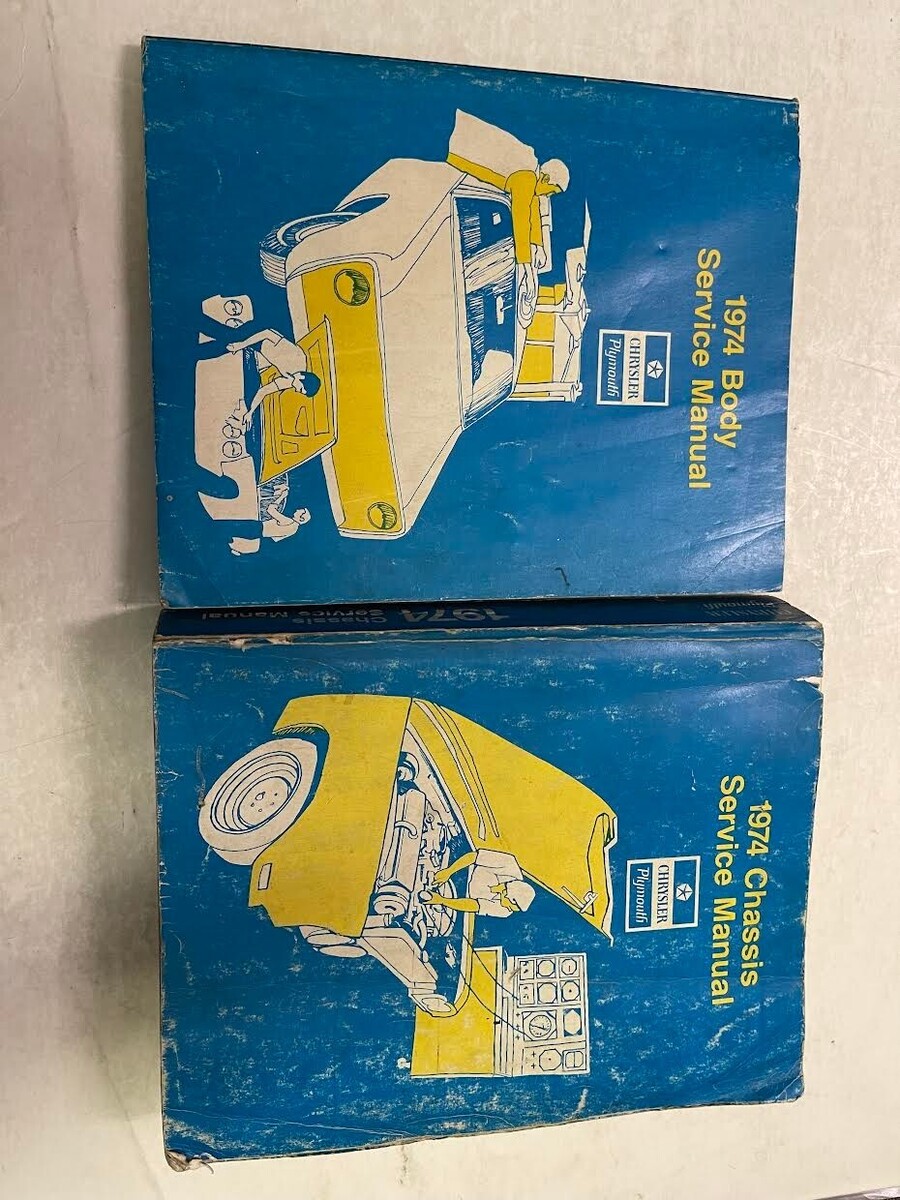 1974 Body
Service Manual
CHRYSLER
Plymouth
1974 Chassis
Service Manual
CHRYSLER
Plymouth
1974 Chassis
Service Manual
Plymouth